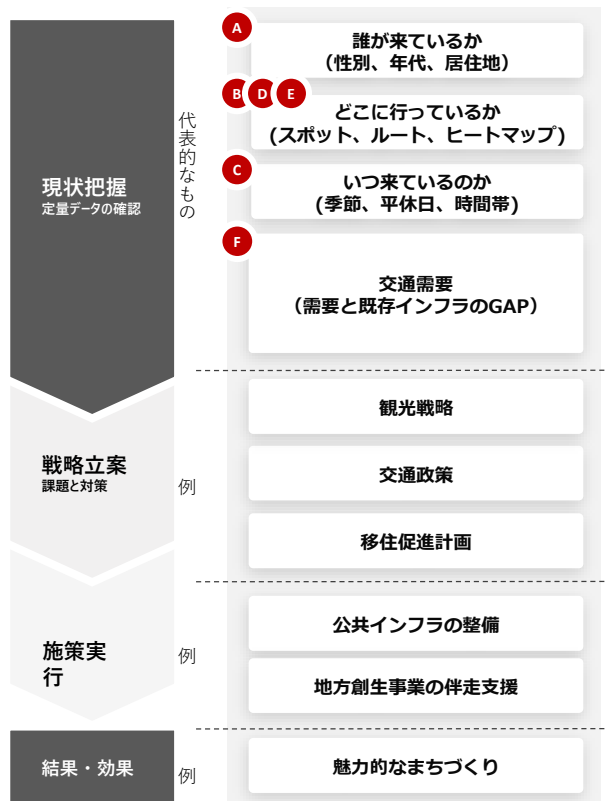 A
誰が来ているか
（性別、年代、居住地）
B D E
どこに行っているか
(スポット、ルート、ヒートマップ)
代表的なもの
現状把握
定量データの確認
C
いつ来ているのか
(季節、平休日、時間帯)
F
交通需要
（需要と既存インフラのGAP）
戦略立案
課題と対策
例
観光戦略
交通政策
移住促進計画
施策実
行
例
公共インフラの整備
地方創生事業の伴走支援
結果・効果
例
魅力的なまちづくり